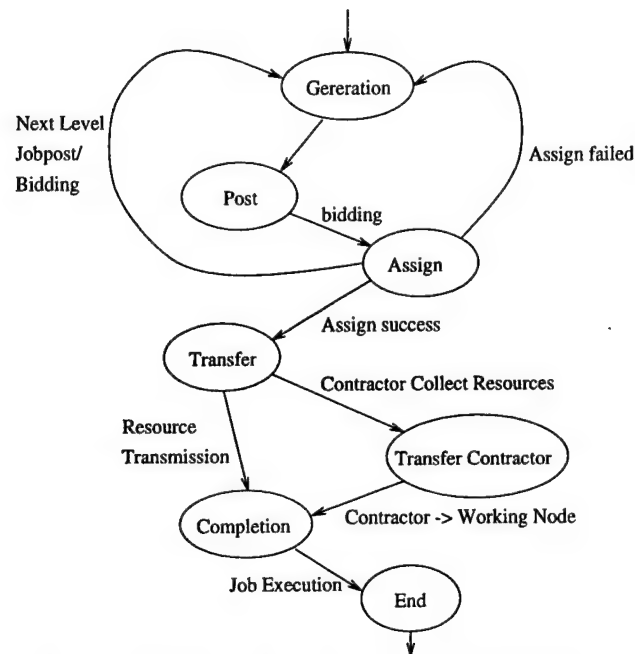 Gereration
Next Level
Jobpost/
Bidding
Assign failed
Post
bidding
Assign
Assign success
Transfer
Contractor Collect Resources
Resource
Transmission
Transfer Contractor
Completion
Contractor -> Working Node
Job Execution
End